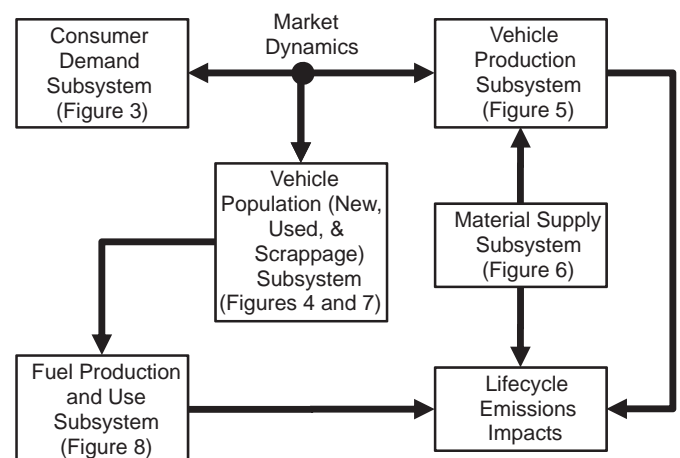 Consumer
Demand
Subsystem
(Figure 3)
Market
Dynamics
Vehicle
Production
Subsystem
(Figure 5)
Vehicle
Population (New,
Used, &
Scrappage)
Subsystem
(Figures 4 and 7)
Material Supply
Subsystem
(Figure 6)
Fuel Production
and Use
Subsystem
(Figure 8)
Lifecycle
Emissions
Impacts